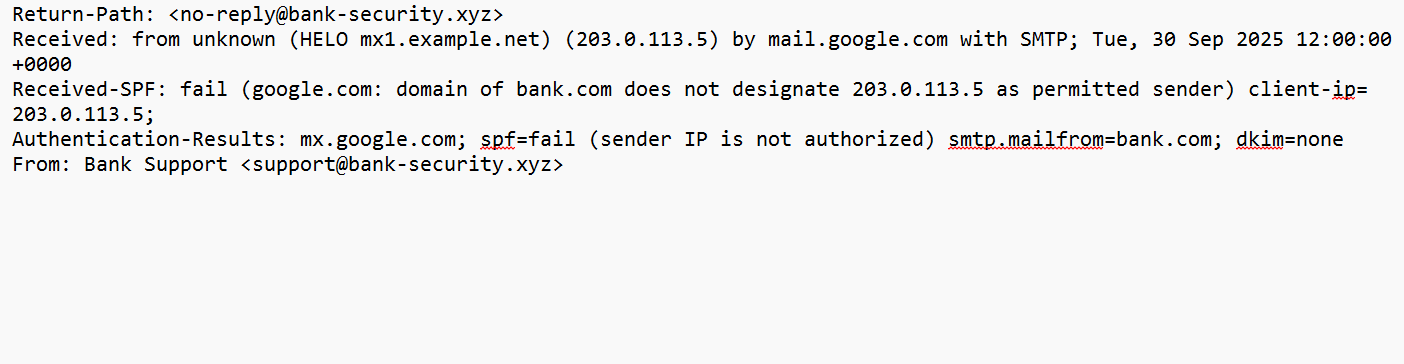 Return-Path: <no-reply@bank-security.xyz>
Received: from unknown (HELO mx1.example.net) (203.0.113.5) by mail.google.com with SMTP; Tue, 30 Sep 2025 12:00:00
+0000
Received-SPF: fail (google.com: domain of bank.com does not designate 203.0.113.5 as permitted sender) client-ip=
203.0.113.5;
Authentication-Results: mx.google.com; spf=fail (sender IP is not authorized) smtp.mailfrom=bank.com; dkim=none
From: Bank Support <support@bank-security.xyz>